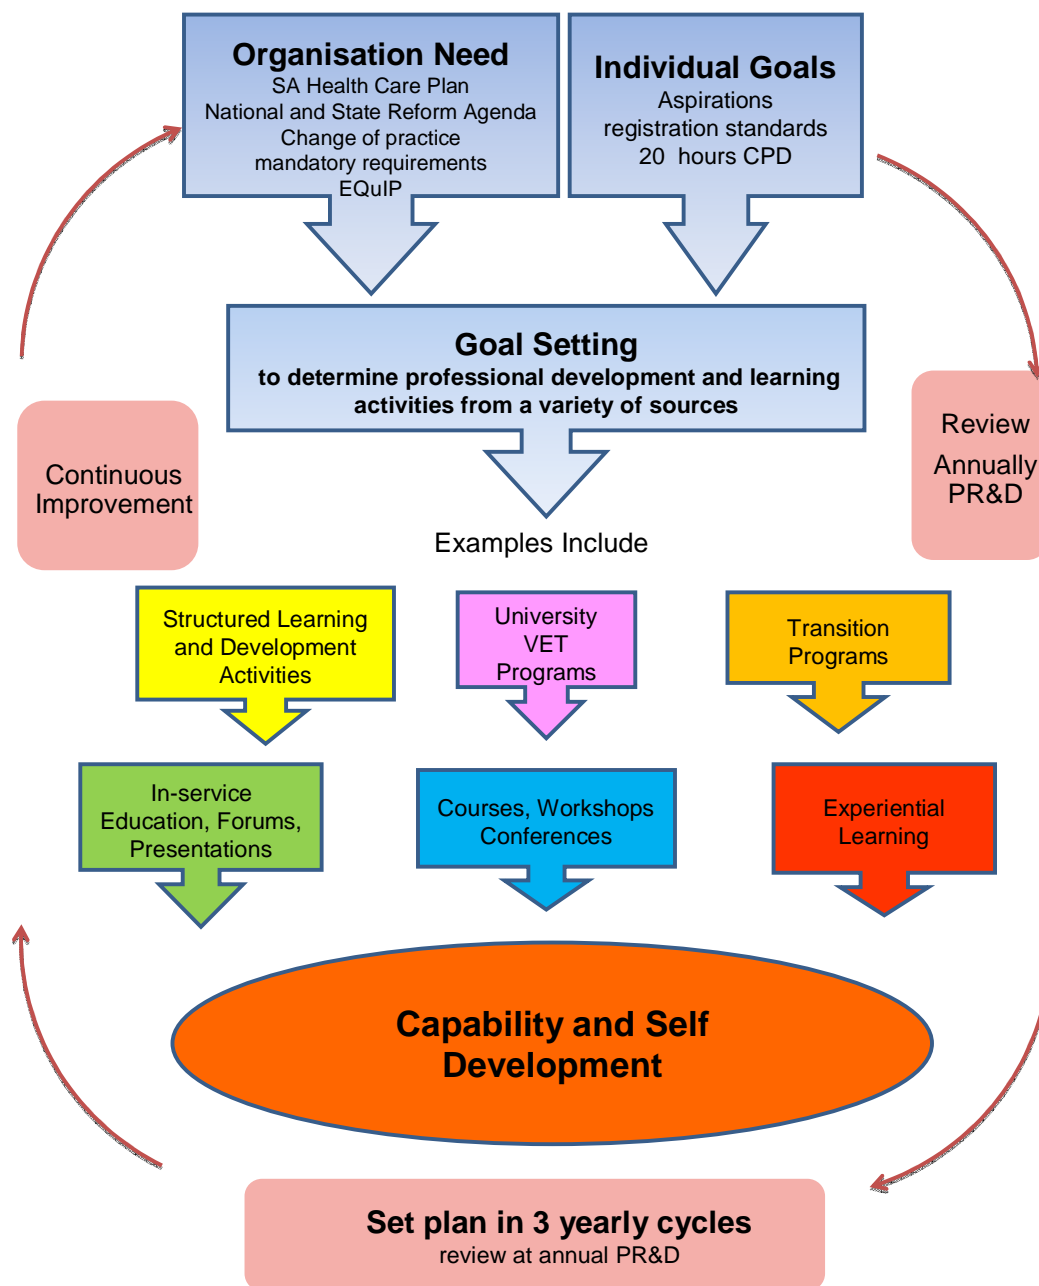 Organisation Need
SA Health Care Plan
National and State Reform Agenda
Change of practice
mandatory requirements
EQuIP
Individual Goals
Aspirations
registration standards
20 hours CPD
Goal Setting
to determine professional development and learning
activities from a variety of sources
Continuous
Improvement
Review
Annually
PR&D
Examples Include
Structured Learning
and Development
Activities
University
VET
Programs
Transition
Programs
In-service
Education, Forums,
Presentations
Courses, Workshops
Conferences
Experiential
Learning
Capability and Self
Development
Set plan in 3 yearly cycles
review at annual PR&D